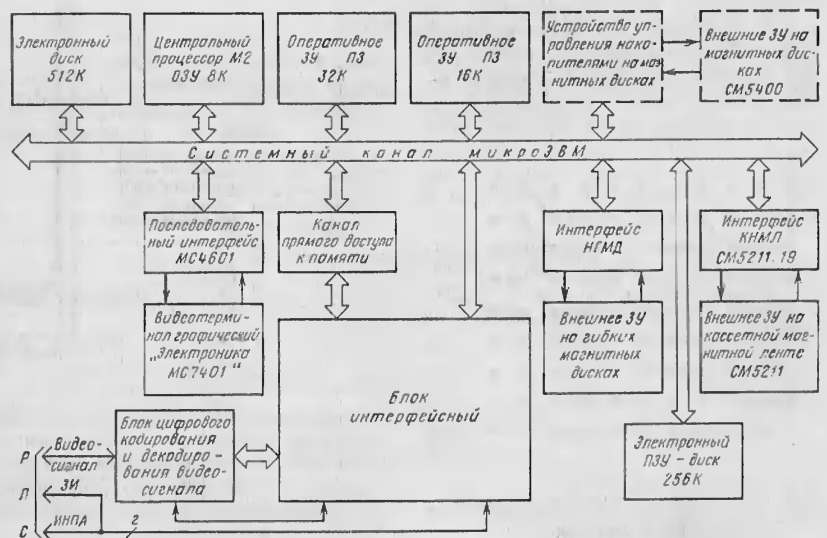 Электронный
диск
512К
Центральный
процессор М2
ОЗУ 8К
Оперативное
ЗУ ПЗ
32К
Оперативное
ЗУ ПЗ
16К
Устройство уп-
равления нако-
пителями на маг-
нитных дисках
Внешние ЗУ на
магнитных дис-
ках
СМ5400
Системный канал микроЭВМ
Последователь-
ный интерфейс
МС4601
Канал
прямого доступа
к памяти
Интерфейс
НГМД
Интерфейс
КНМЛ
СМ5211.19
Видеотерми-
нал графический
„Электроника
МС7401"
Внешнее ЗУ
на гибких
магнитных
дисках
Внешнее ЗУ на
кассетной маг-
нитной ленте
СМ5211
Блок
интерфейсный
Блок цифрового
кодирования
и декодиро-
вания видео-
сигнала
Электронный
ПЗУ-диск
256К
Р Видео-
сигнал
Л ЗИ
С ИНПА 2